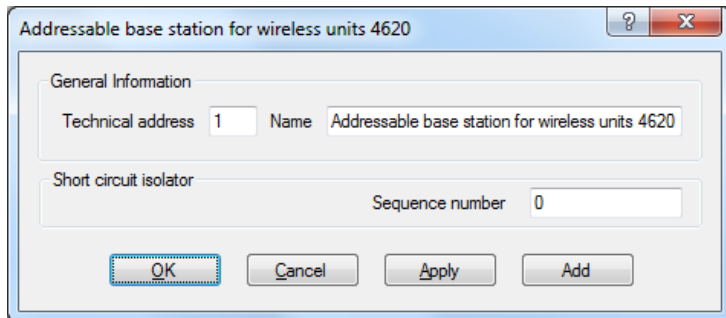 Addressable base station for wireless units 4620
General Information
Technical address 1 Name Addressable base station for wireless units 4620
Short circuit isolator
Sequence number 0
OK Cancel Apply Add